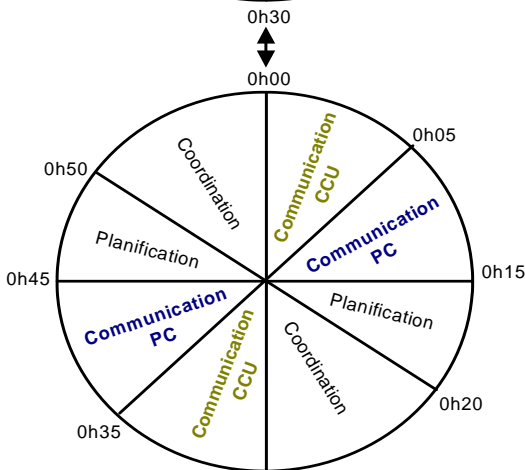 0h30
0h00
Communication
CCU
0h05
Communication
PC
0h15
Planification
0h20
Coordination
Communication
CCU
0h35
Communication
PC
0h45
Planification
0h50
Coordination